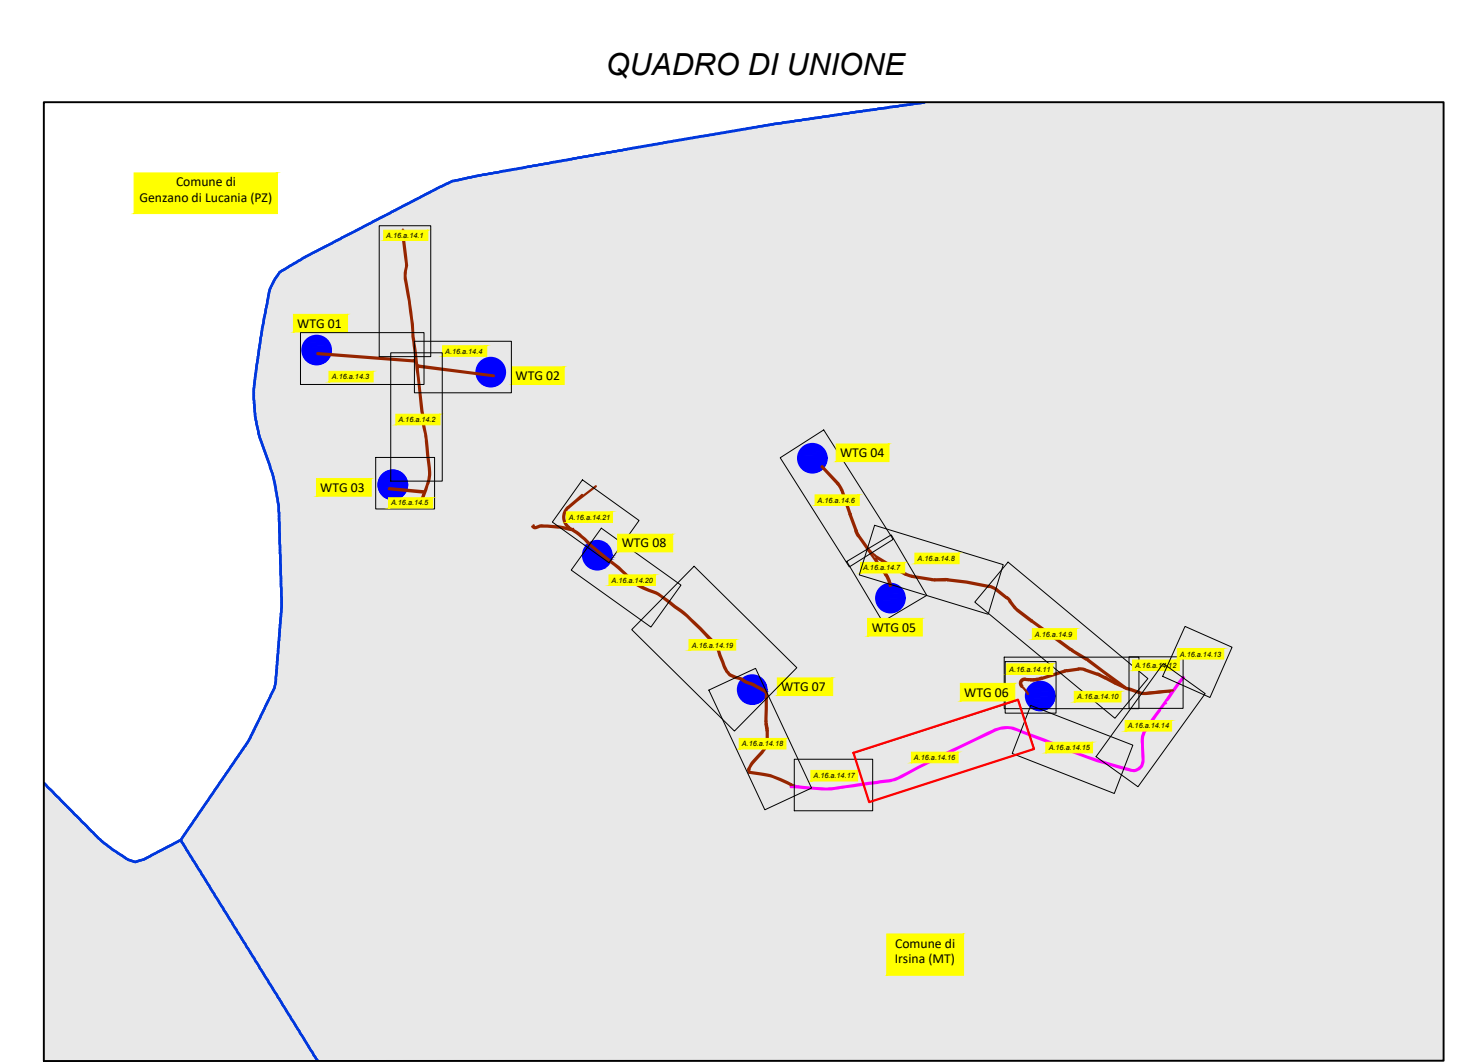 QUADRO DI UNIONE
Comune di
Genzano di Lucania (PZ)
A.16.a.14.1
WTG 01
A.16.a.14.4
A.16.a.14.3
WTG 02
A.16.a.14.2
WTG 03
A.16.a.14.5
WTG 04
A.16.a.14.6
A.16.a.14.21
WTG 08
A.16.a.14.20
A.16.a.14.8
A.16.a.14.7
WTG 05
A.16.a.14.9
A.16.a.14.19
A.16.a.14.13
A.16.a.14.12
A.16.a.14.11
WTG 07
WTG 06
A.16.a.14.10
A.16.a.14.14
A.16.a.14.18
A.16.a.14.15
A.16.a.14.16
A.16.a.14.17
Comune di
Irsina (MT)